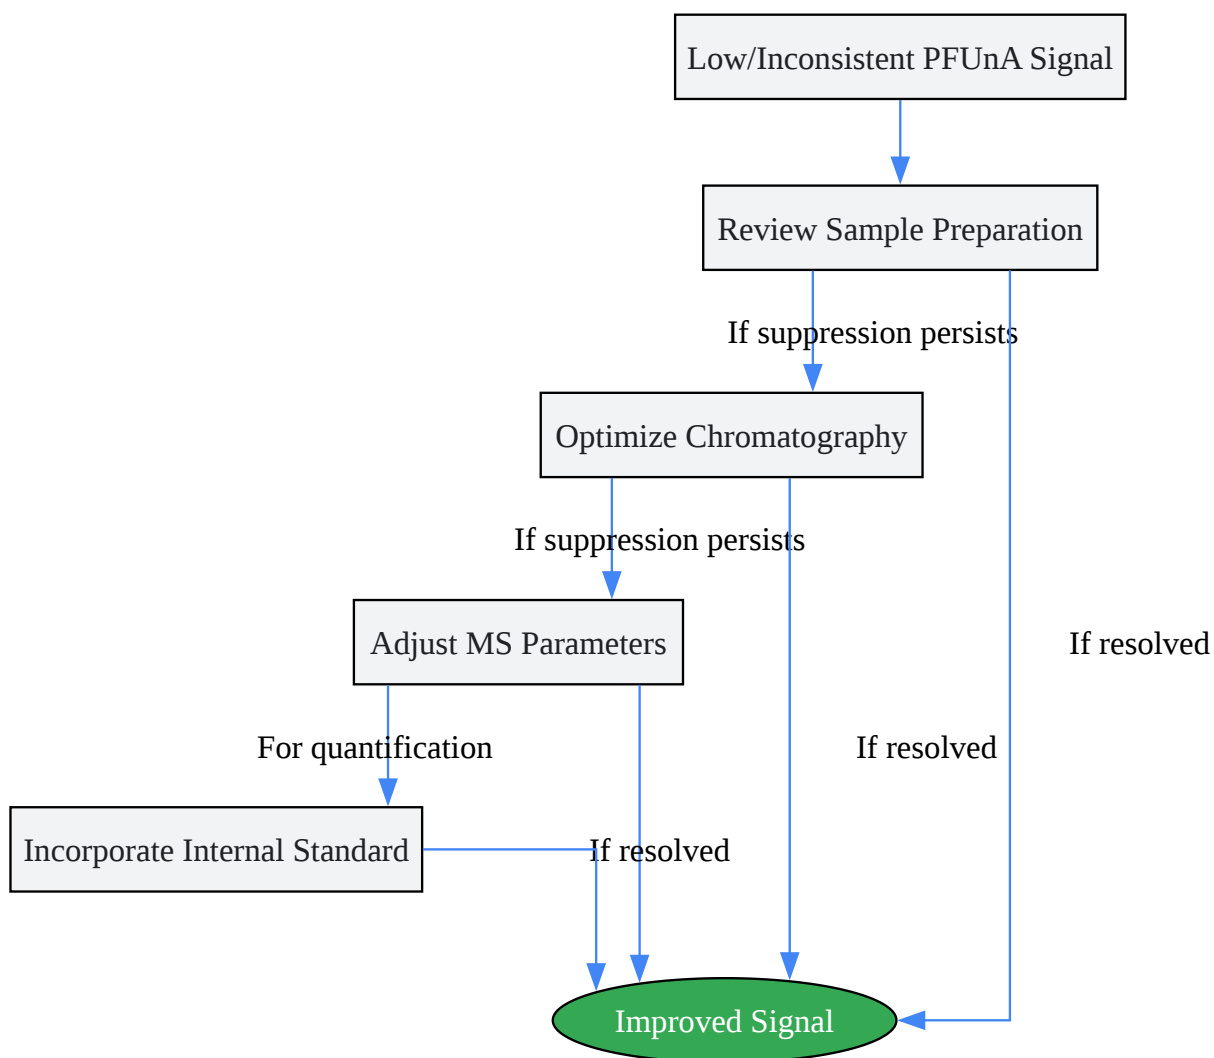 Low/Inconsistent PFUnA Signal
Review Sample Preparation
If suppression persists
Optimize Chromatography
If suppression persists
Adjust MS Parameters
If resolved
For quantification
If resolved
Incorporate Internal Standard
If resolved
Improved Signal